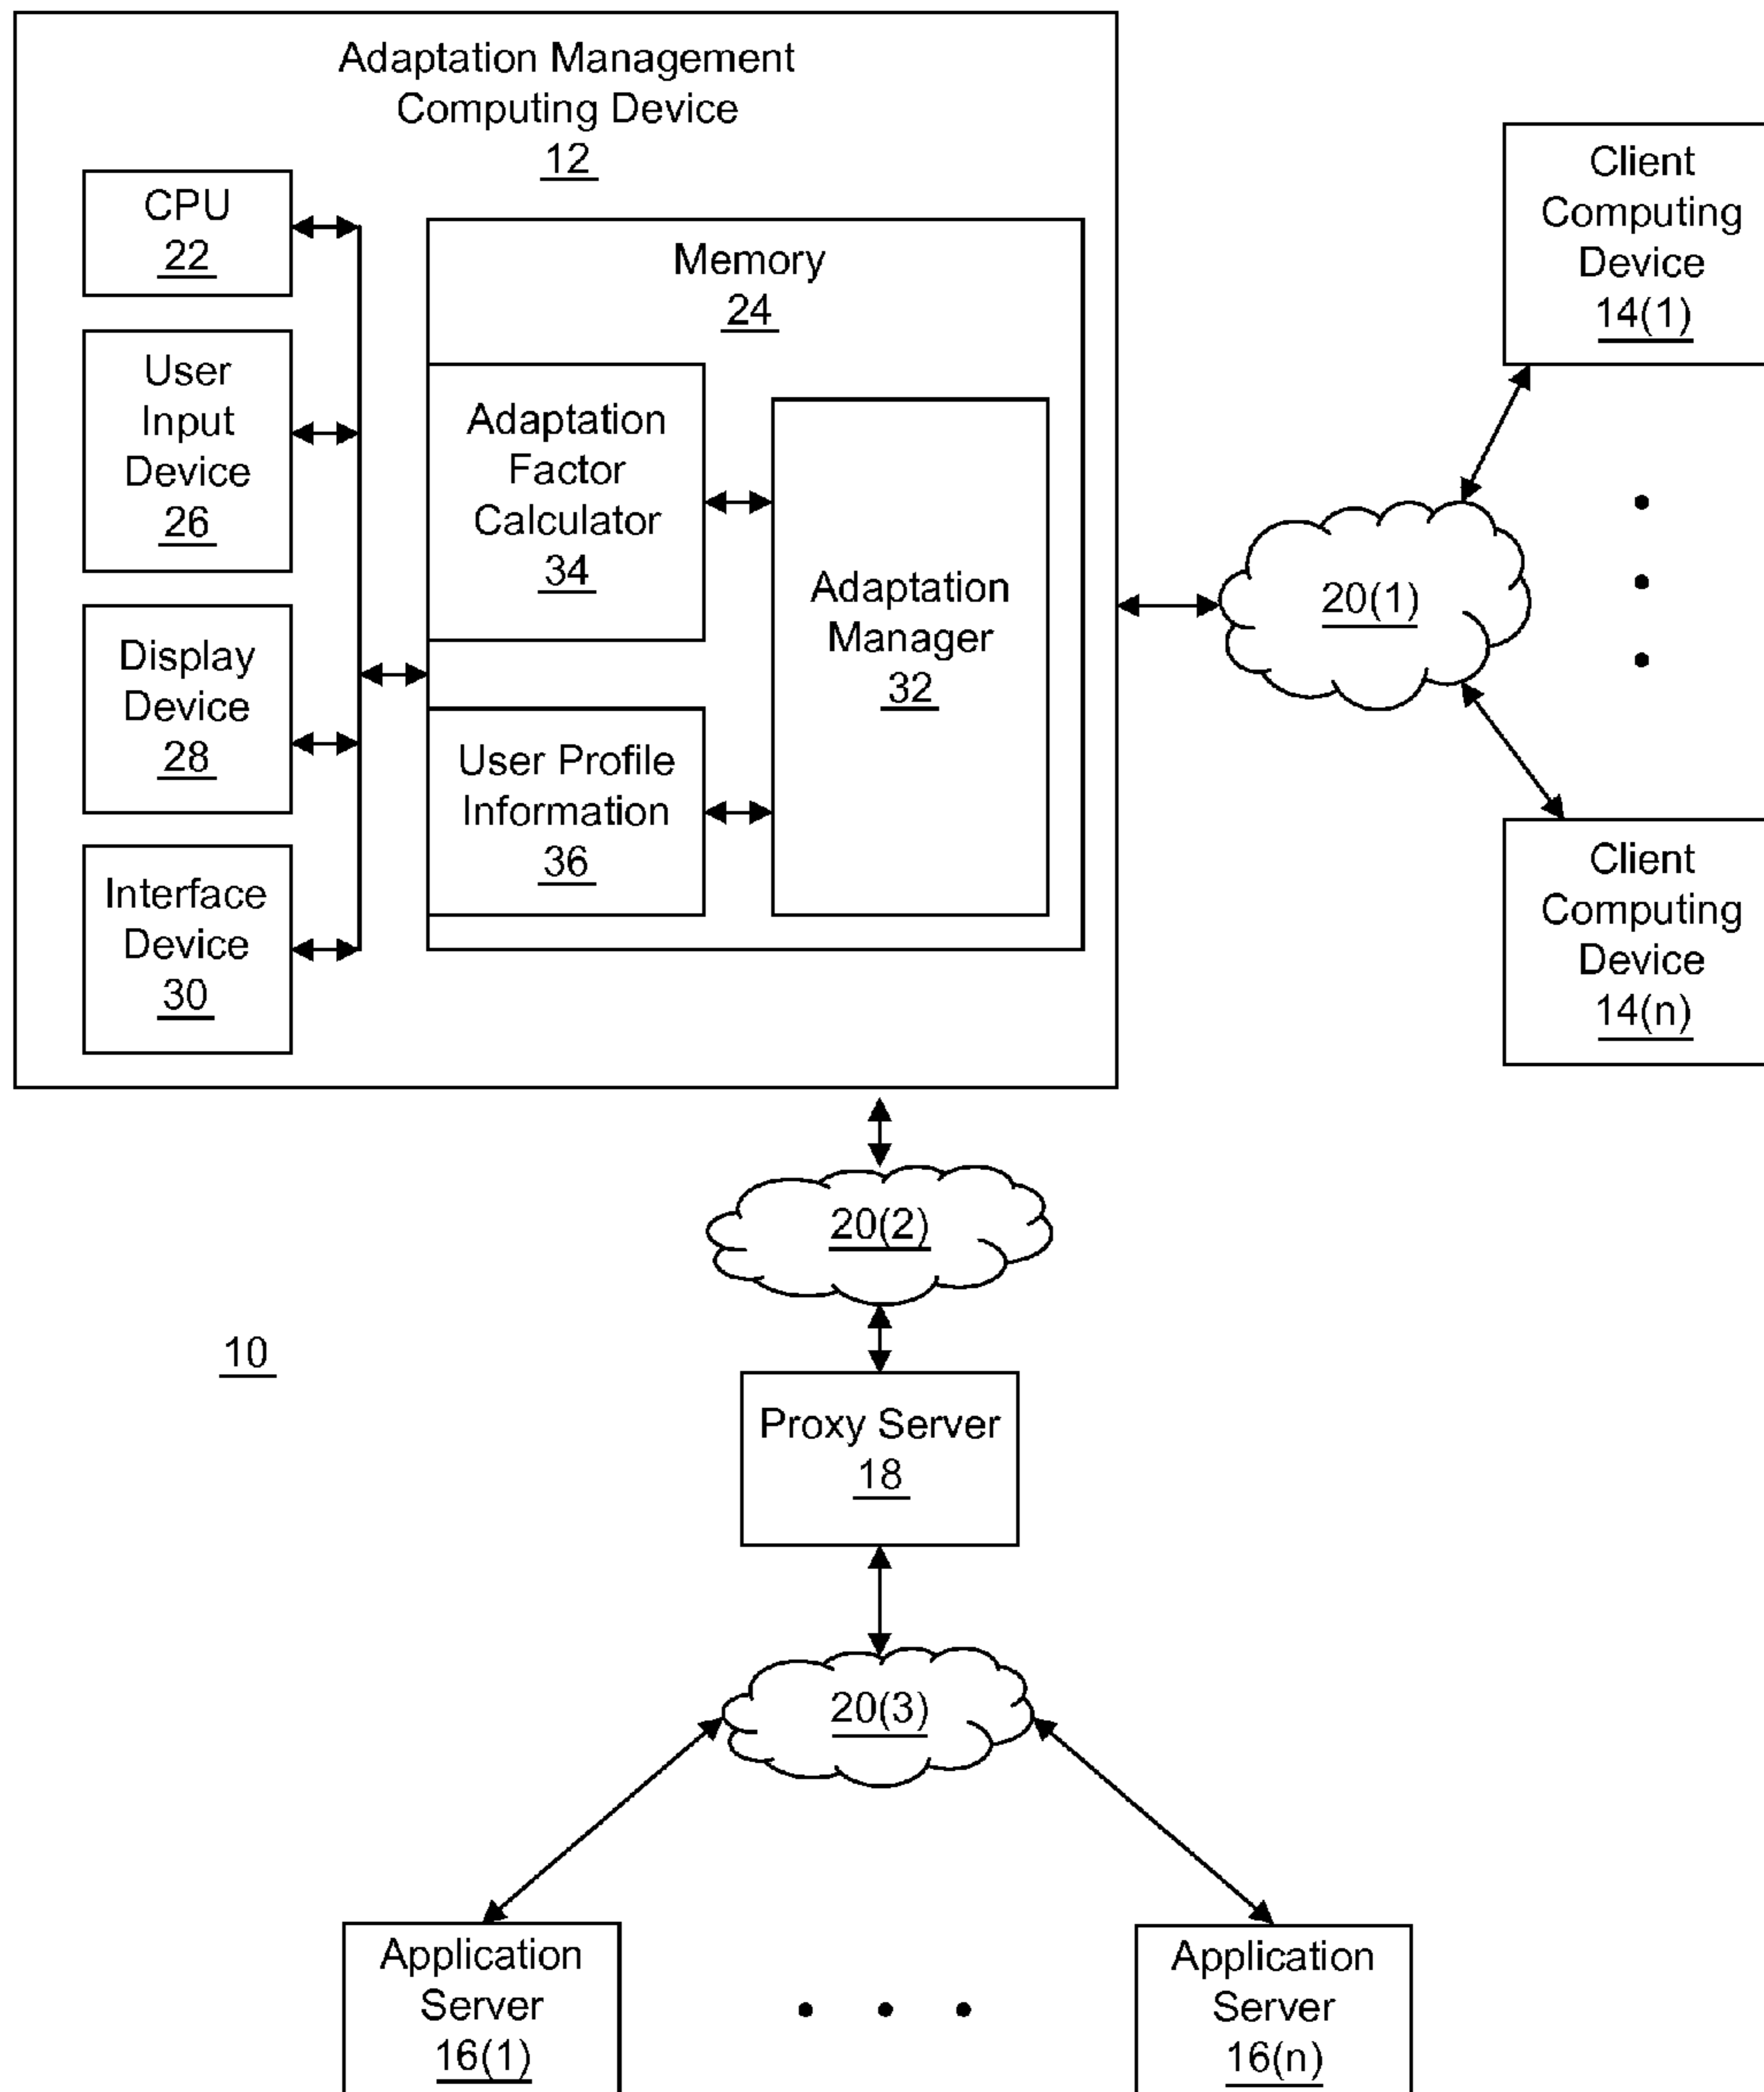 Adaptation Management
Computing Device
12
CPU
22
User
Input
Device
26
Display
Device
28
Interface
Device
30
Memory
24
Adaptation
Factor
Calculator
34
User Profile
Information
36
Adaptation
Manager
32
20(1)
Client
Computing
Device
14(1)
Client
Computing
Device
14(n)
20(2)
10
Proxy Server
18
20(3)
Application
Server
16(1)
Application
Server
16(n)